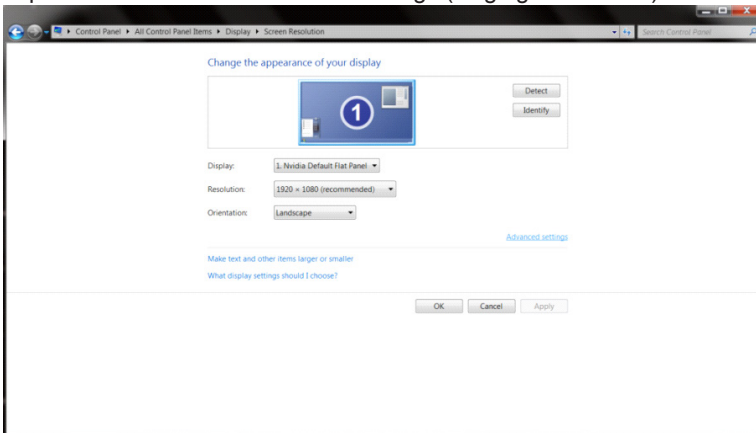 Control Panel ▸ All Control Panel Items ▸ Display ▸ Screen Resolution
Search Control Panel
Change the appearance of your display
1
Detect
Identify
Display: 1. Nvidia Default Flat Panel
Resolution: 1920 × 1080 (recommended)
Orientation: Landscape
Advanced settings
Make text and other items larger or smaller
What display settings should I choose?
OK Cancel Apply